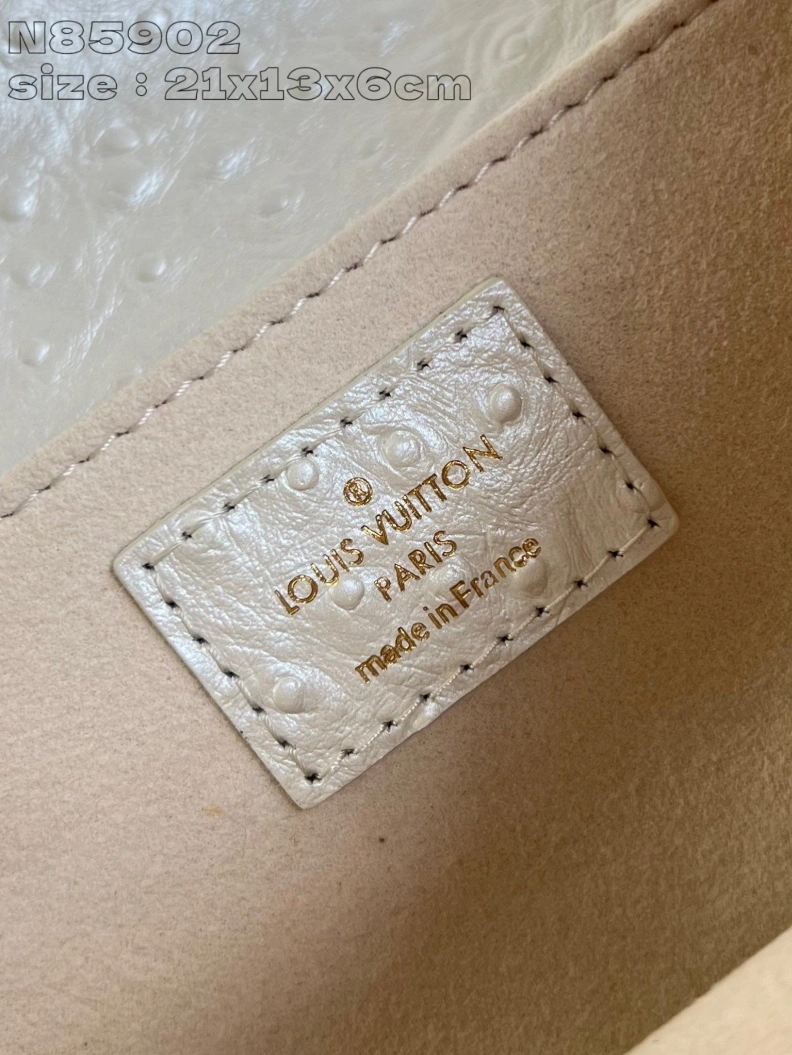 N85902
size : 21x13x6cm
®
LOUIS VUITTON
PARIS
made in France